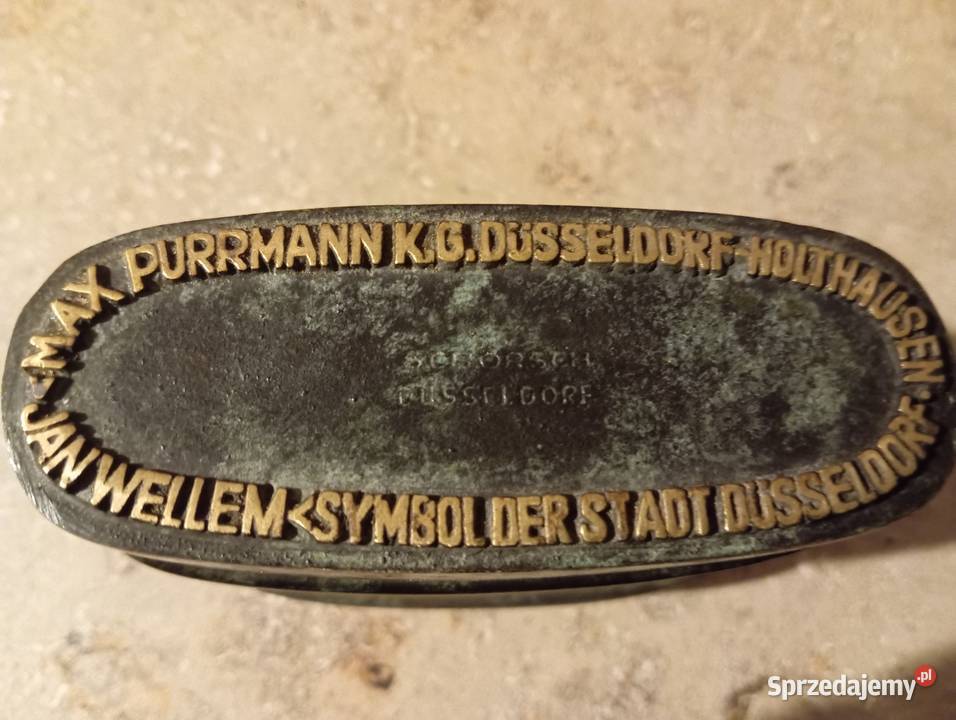 <MAX PURRMANN K.G.DÜSSELDORF-HOLTHAUSEN.
JAN WELLEM<SYMBOL DER STADT DÜSSELDORF.
DÜSSELDORF
Sprzedajemy.pl